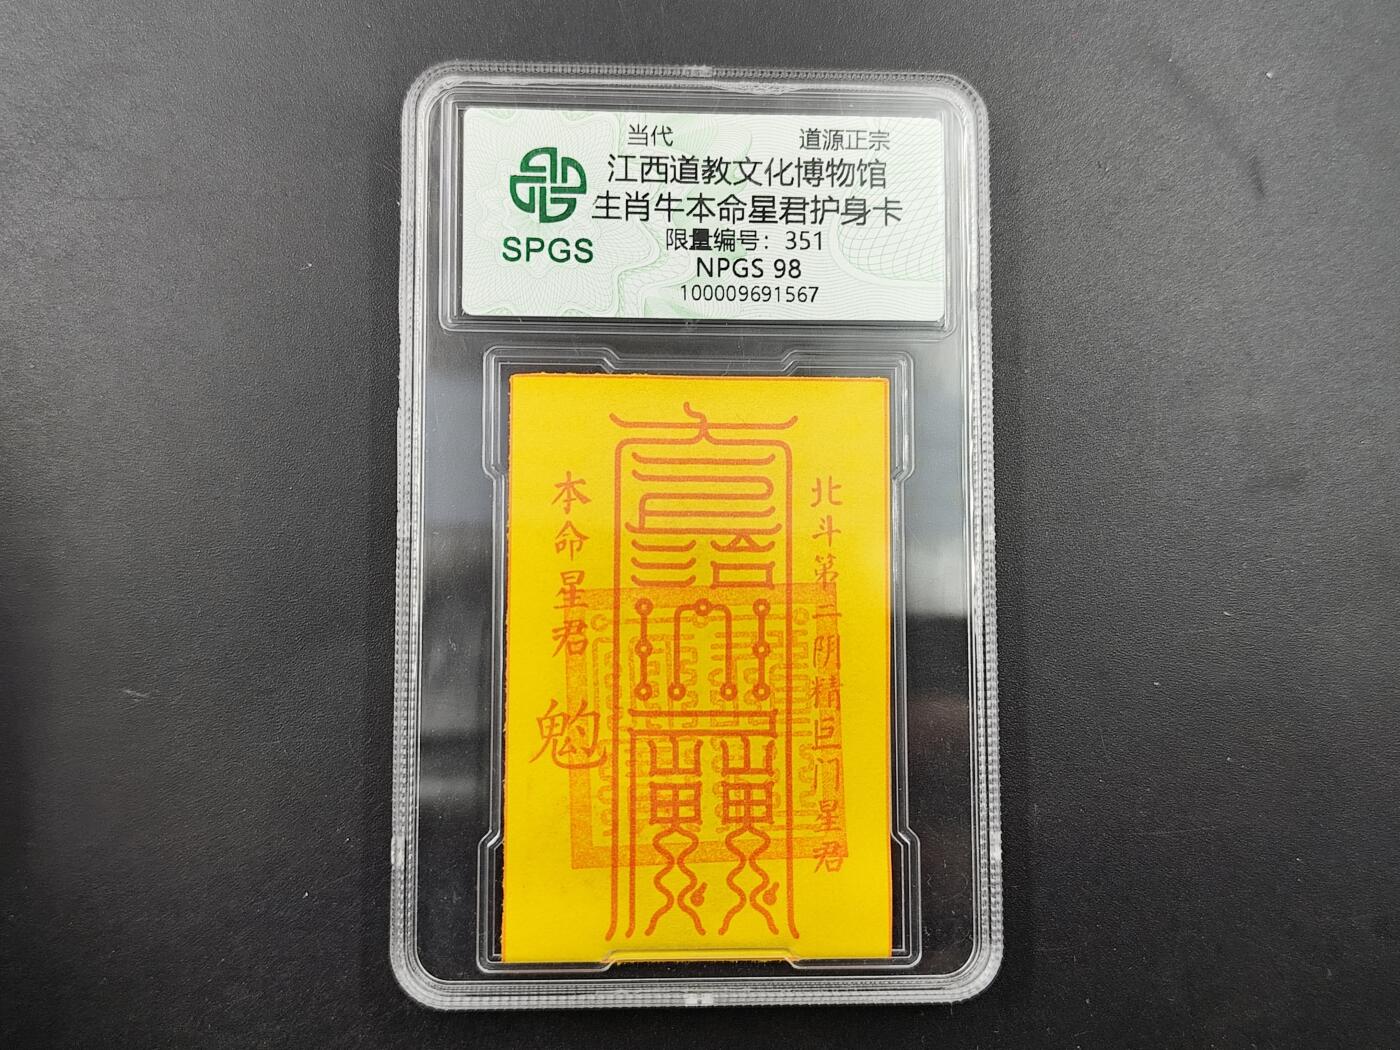 当代 道源正宗
江西道教文化博物馆
生肖牛本命星君护身卡
限量编号：351
NPGS 98
100009691567
SPGS
北斗第二阴精巨门星君
本命星君